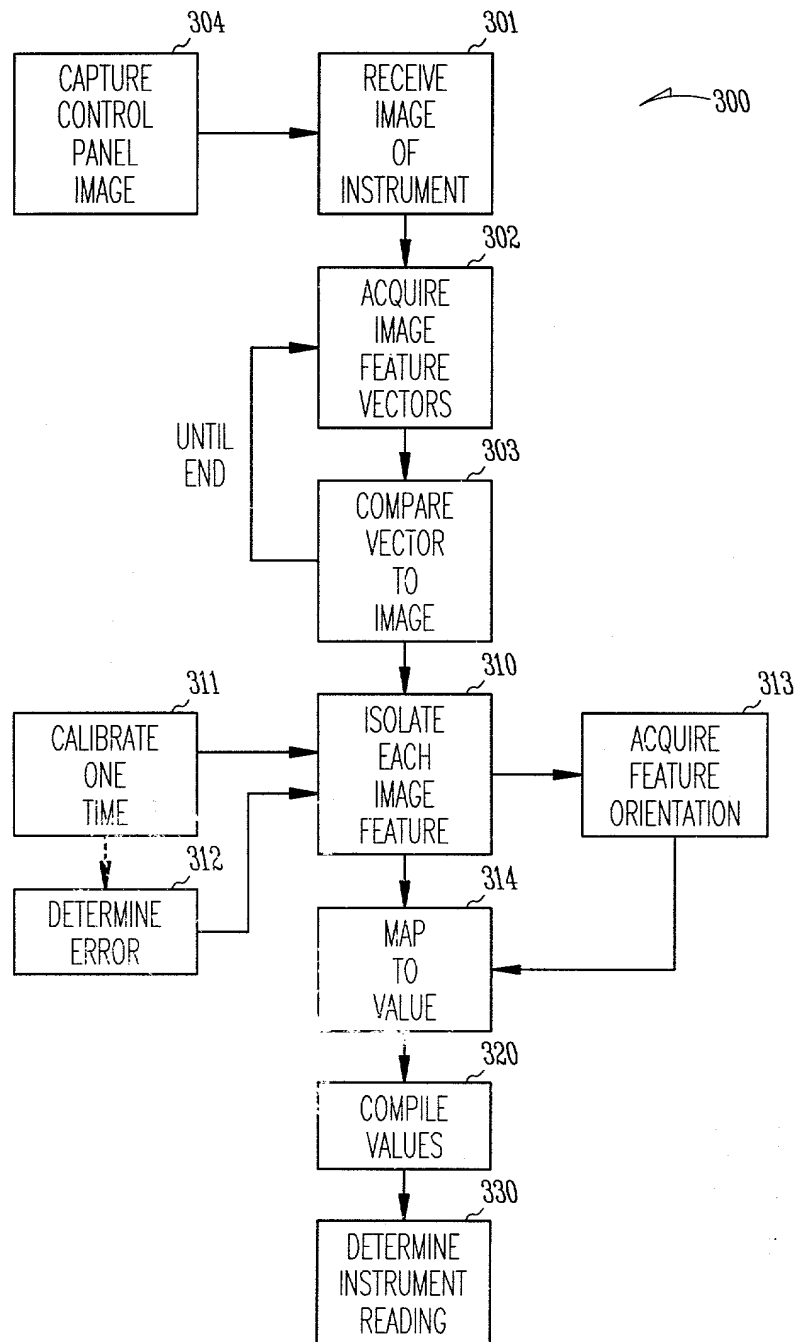 304
CAPTURE
CONTROL
PANEL
IMAGE
301
RECEIVE
IMAGE
OF
INSTRUMENT
300
302
ACQUIRE
IMAGE
FEATURE
VECTORS
UNTIL
END
303
COMPARE
VECTOR
TO
IMAGE
311
CALIBRATE
ONE
TIME
310
ISOLATE
EACH
IMAGE
FEATURE
313
ACQUIRE
FEATURE
ORIENTATION
312
DETERMINE
ERROR
314
MAP
TO
VALUE
320
COMPILE
VALUES
330
DETERMINE
INSTRUMENT
READING